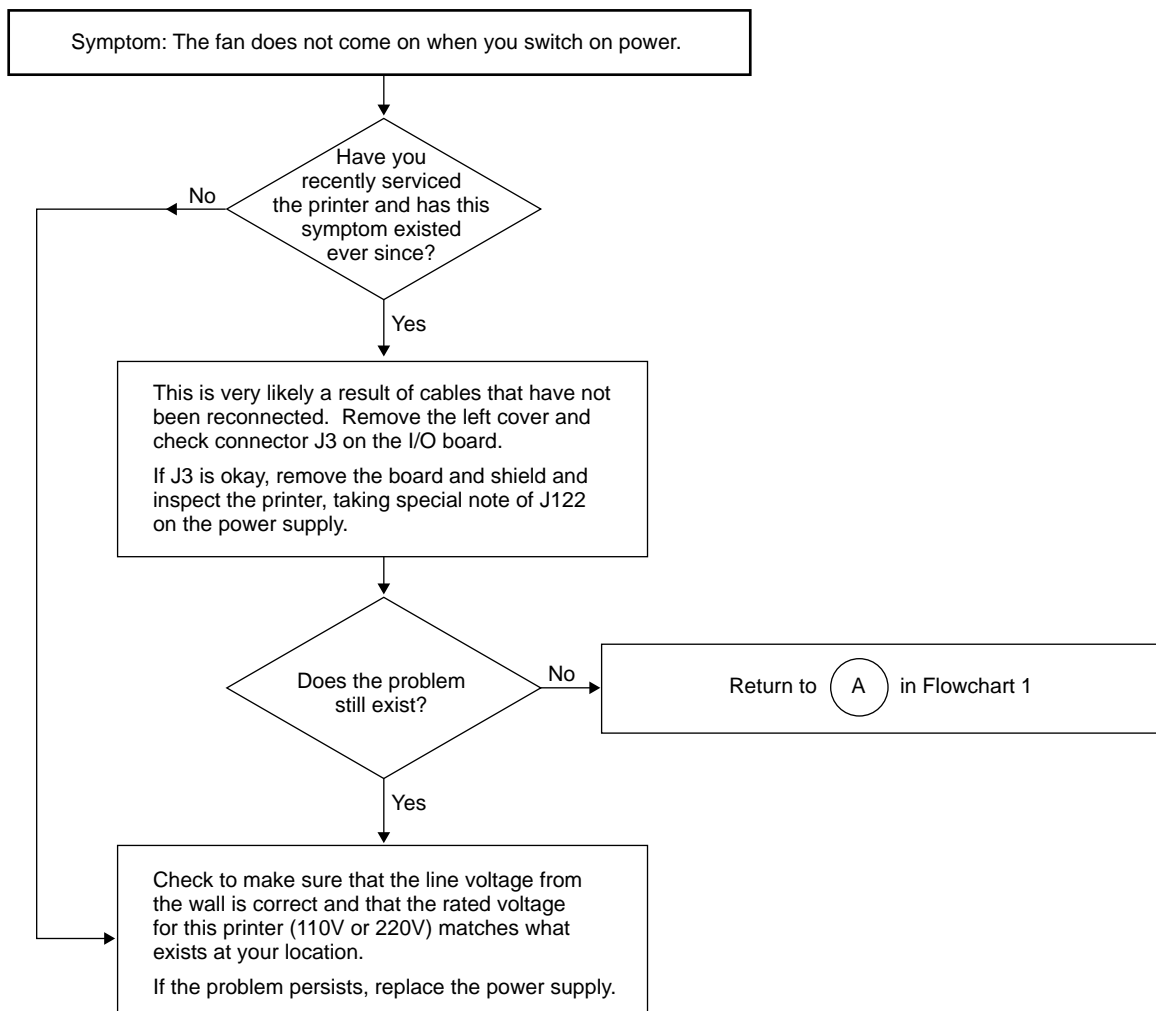 Symptom: The fan does not come on when you switch on power.
Have you
recently serviced
the printer and has this
symptom existed
ever since?
No
Yes
This is very likely a result of cables that have not
been reconnected.  Remove the left cover and
check connector J3 on the I/O board.
If J3 is okay, remove the board and shield and
inspect the printer, taking special note of J122
on the power supply.
Does the problem
still exist?
No
Return to A in Flowchart 1
Yes
Check to make sure that the line voltage from
the wall is correct and that the rated voltage
for this printer (110V or 220V) matches what
exists at your location.
If the problem persists, replace the power supply.